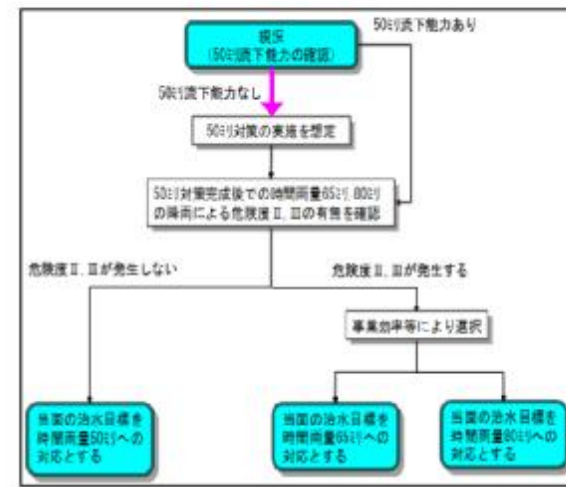 50ミリ流下能力あり
現況
(50ミリ流下能力の確認)
50ミリ流下能力なし
50ミリ対策の実施を想定
50ミリ対策完成後での時間雨量65ミリ,80ミリ
の降雨による危険度Ⅱ,Ⅲの有無を確認
危険度Ⅱ,Ⅲが発生しない
危険度Ⅱ,Ⅲが発生する
事業効率等により選択
当面の治水目標を
時間雨量50ミリへの
対応とする
当面の治水目標を
時間雨量65ミリへの
対応とする
当面の治水目標を
時間雨量80ミリへの
対応とする